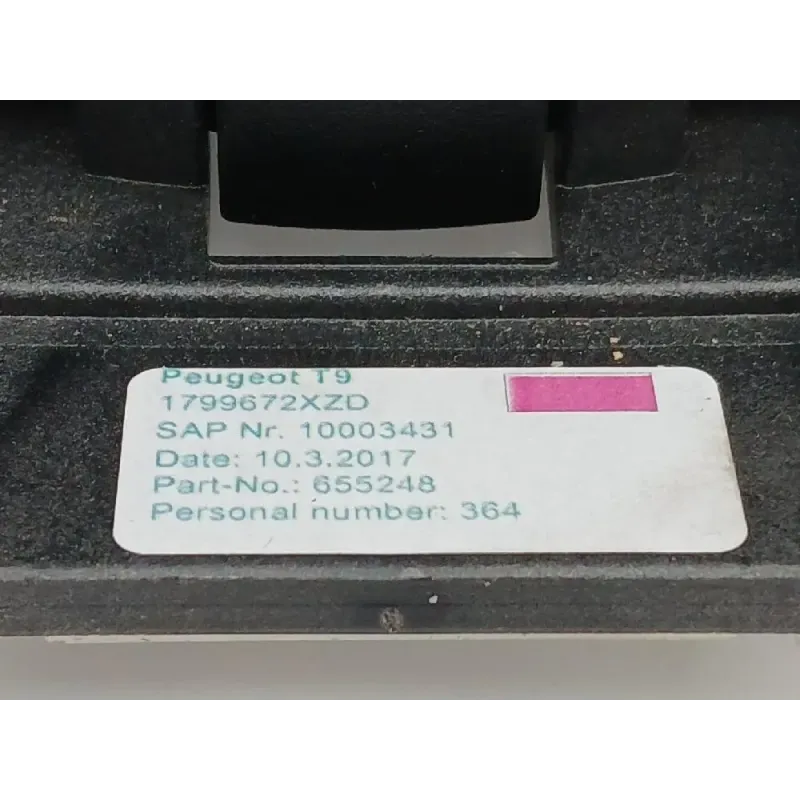 Peugeot T9
1799672XZD
SAP Nr. 10003431
Date: 10.3.2017
Part-No.: 655248
Personal number: 364